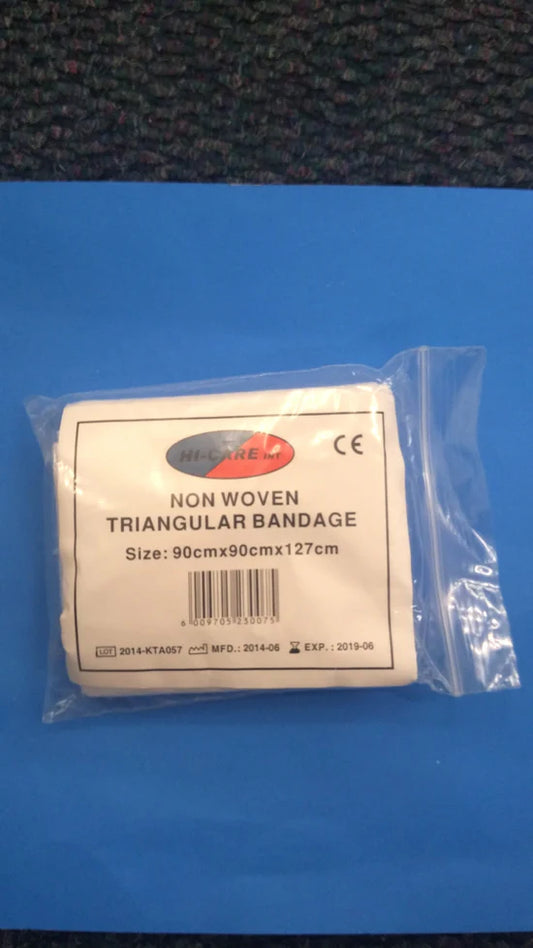 HI-CARE INT
CE
NON WOVEN
TRIANGULAR BANDAGE
Size: 90cmx90cmx127cm
6 009705 230075
LOT 2014-KTA057 MFD.: 2014-06 EXP.: 2019-06